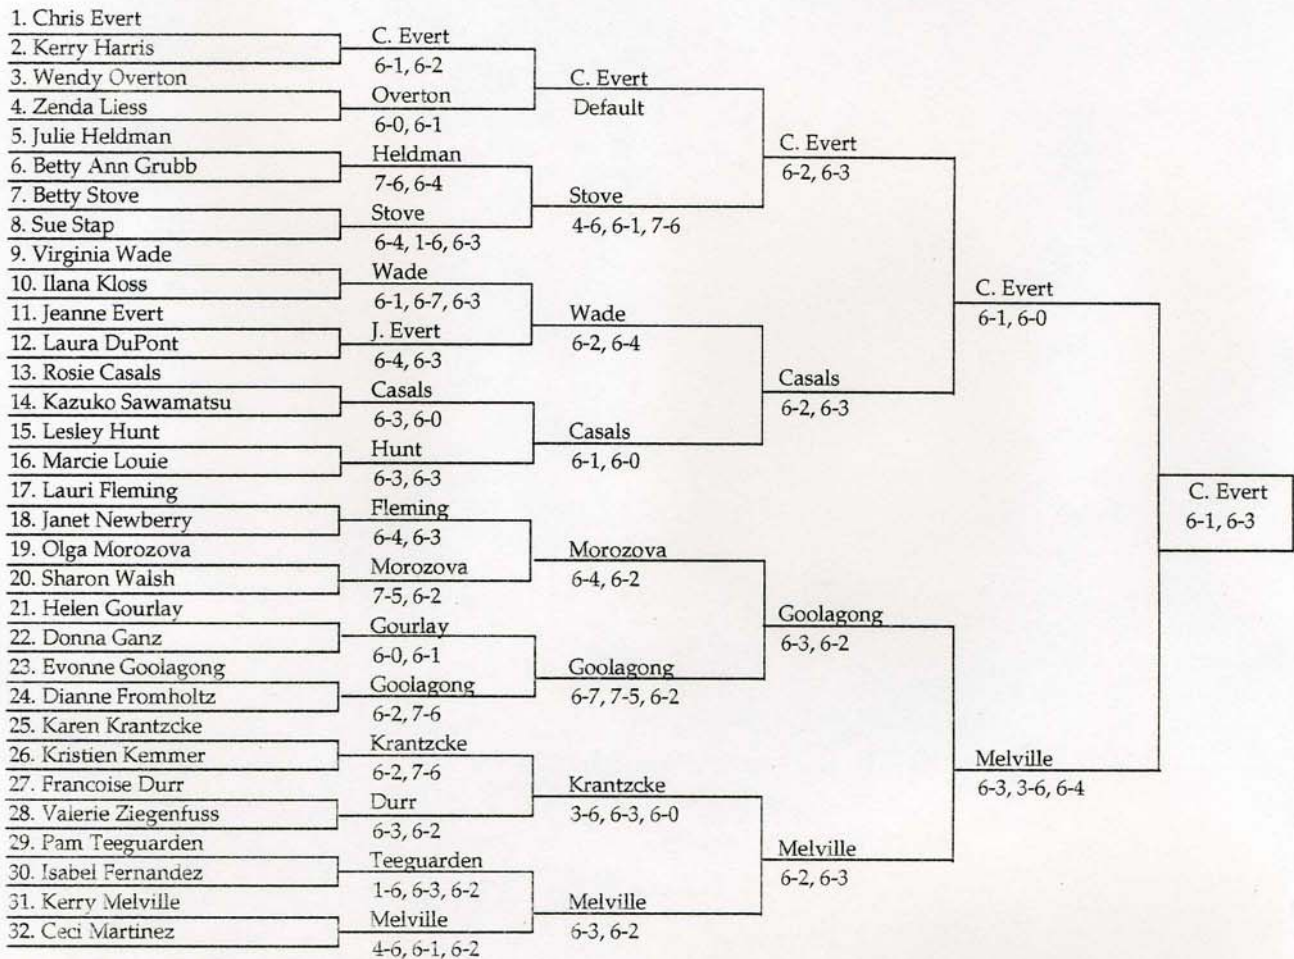 1. Chris Evert
2. Kerry Harris
3. Wendy Overton
4. Zenda Liess
5. Julie Heldman
6. Betty Ann Grubb
7. Betty Stove
8. Sue Stap
9. Virginia Wade
10. Ilana Kloss
11. Jeanne Evert
12. Laura DuPont
13. Rosie Casals
14. Kazuko Sawamatsu
15. Lesley Hunt
16. Marcie Louie
17. Lauri Fleming
18. Janet Newberry
19. Olga Morozova
20. Sharon Walsh
21. Helen Gourlay
22. Donna Ganz
23. Evonne Goolagong
24. Dianne Fromholtz
25. Karen Krantzcke
26. Kristien Kemmer
27. Francoise Durr
28. Valerie Ziegenfuss
29. Pam Teeguarden
30. Isabel Fernandez
31. Kerry Melville
32. Ceci Martinez
C. Evert
6-1, 6-2
Overton
6-0, 6-1
Heldman
7-6, 6-4
Stove
6-4, 1-6, 6-3
Wade
6-1, 6-7, 6-3
J. Evert
6-4, 6-3
Casals
6-3, 6-0
Hunt
6-3, 6-3
Fleming
6-4, 6-3
Morozova
7-5, 6-2
Gourlay
6-0, 6-1
Goolagong
6-2, 7-6
Krantzcke
6-2, 7-6
Durr
6-3, 6-2
Teeguarden
1-6, 6-3, 6-2
Melville
4-6, 6-1, 6-2
C. Evert
Default
Stove
4-6, 6-1, 7-6
Wade
6-2, 6-4
Casals
6-1, 6-0
Morozova
6-4, 6-2
Goolagong
6-7, 7-5, 6-2
Krantzcke
3-6, 6-3, 6-0
Melville
6-3, 6-2
C. Evert
6-2, 6-3
Casals
6-2, 6-3
Goolagong
6-3, 6-2
Melville
6-2, 6-3
C. Evert
6-1, 6-0
Melville
6-3, 3-6, 6-4
C. Evert
6-1, 6-3